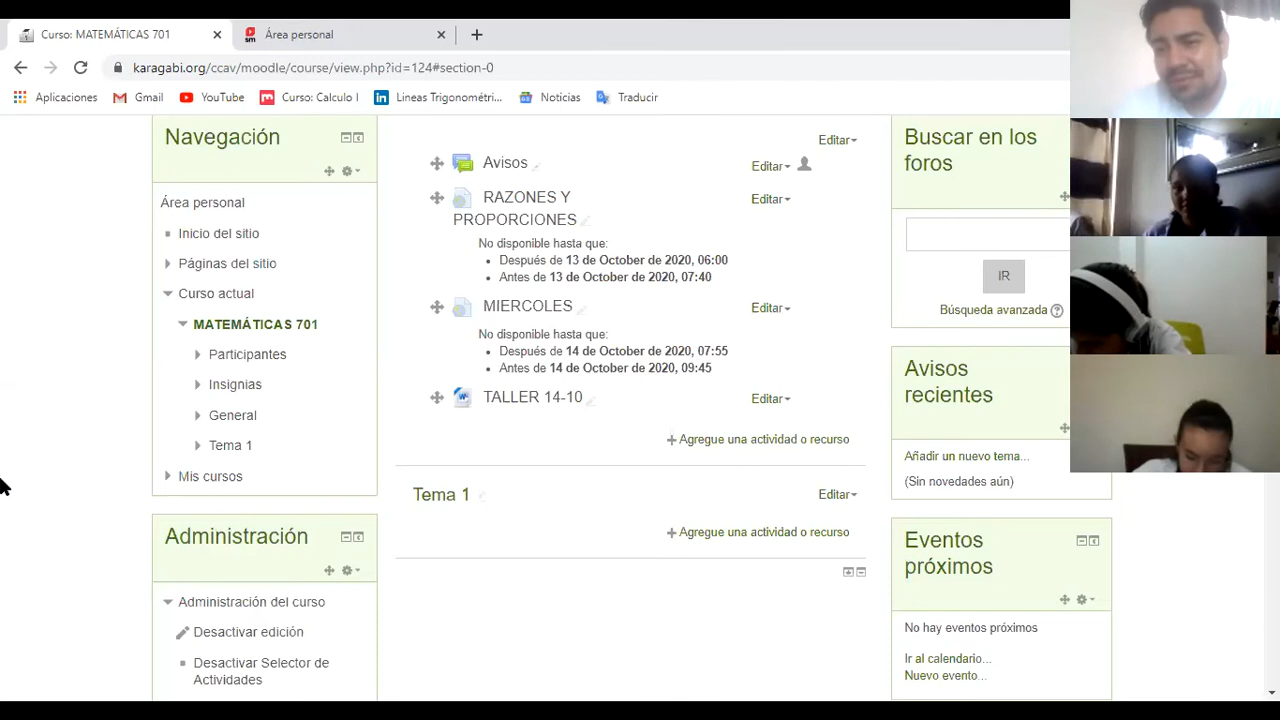 Curso: MATEMÁTICAS 701
Área personal
karagabi.org/ccav/moodle/course/view.php?id=124#section-0
Aplicaciones
Gmail
YouTube
Curso: Calculo I
Lineas Trigonométri...
Noticias
Traducir
Navegación
Área personal
Inicio del sitio
Páginas del sitio
Curso actual
MATEMÁTICAS 701
Participantes
Insignias
General
Tema 1
Mis cursos
Administración
Administración del curso
Desactivar edición
Desactivar Selector de
Actividades
Editar
Avisos
Editar
RAZONES Y
PROPORCIONES
Editar
No disponible hasta que:
Después de 13 de October de 2020, 06:00
Antes de 13 de October de 2020, 07:40
MIERCOLES
Editar
No disponible hasta que:
Después de 14 de October de 2020, 07:55
Antes de 14 de October de 2020, 09:45
TALLER 14-10
Editar
Agregue una actividad o recurso
Tema 1
Editar
Agregue una actividad o recurso
Buscar en los
foros
IR
Búsqueda avanzada
Avisos
recientes
Añadir un nuevo tema...
(Sin novedades aún)
Eventos
próximos
No hay eventos próximos
Ir al calendario...
Nuevo evento...